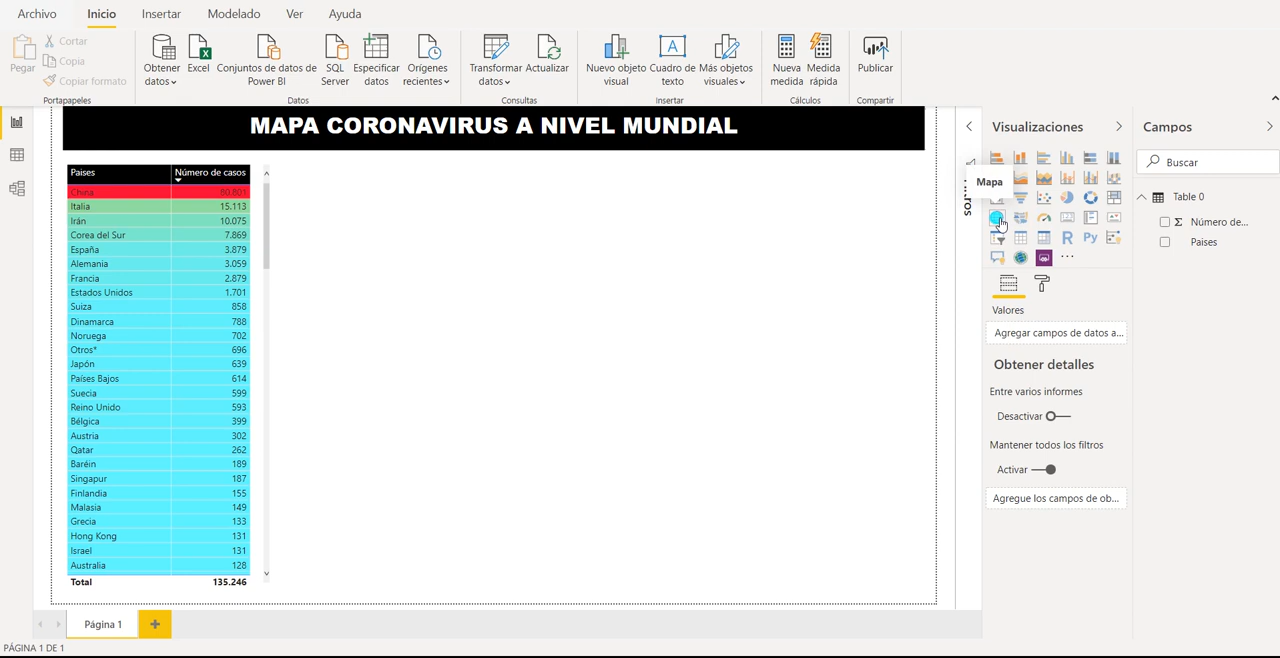 Archivo Inicio Insertar Modelado Ver Ayuda
Pegar
Cortar
Copia
Copiar formato
Portapapeles
Obtener datos
Excel
Conjuntos de datos de Power BI
SQL Server
Especificar datos
Orígenes recientes
Datos
Transformar datos
Actualizar
Consultas
Nuevo objeto visual
A
Cuadro de texto
Más objetos visuales
Insertar
Nueva medida
Medida rápida
Cálculos
Publicar
Compartir
MAPA CORONAVIRUS A NIVEL MUNDIAL
Paises Número de casos
China 80.801
Italia 15.113
Irán 10.075
Corea del Sur 7.869
España 3.879
Alemania 3.059
Francia 2.879
Estados Unidos 1.701
Suiza 858
Dinamarca 788
Noruega 702
Otros* 696
Japón 639
Países Bajos 614
Suecia 599
Reino Unido 593
Bélgica 399
Austria 302
Qatar 262
Baréin 189
Singapur 187
Finlandia 155
Malasia 149
Grecia 133
Hong Kong 131
Israel 131
Australia 128
Total 135.246
Visualizaciones
Mapa
R Py
Valores
Agregar campos de datos a...
Obtener detalles
Entre varios informes
Desactivar
Mantener todos los filtros
Activar
Agregue los campos de ob...
Campos
Buscar
Table 0
Σ Número de...
Paises
Página 1
PÁGINA 1 DE 1